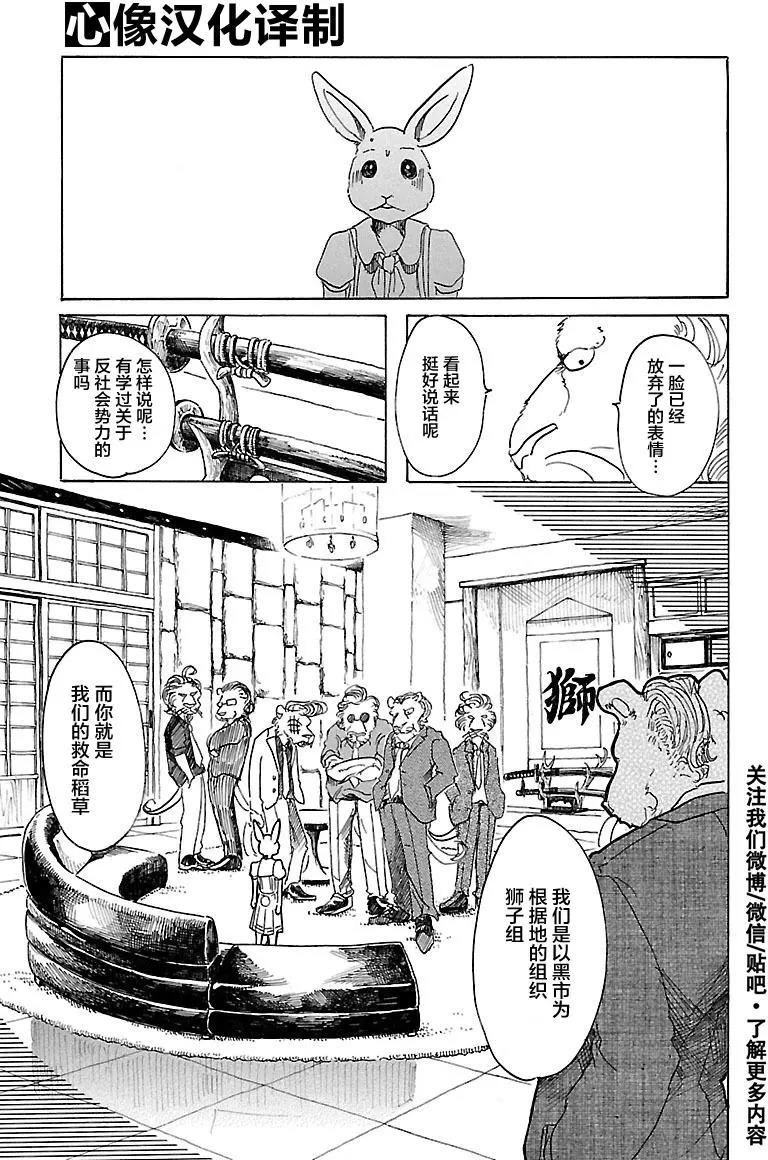 心像汉化译制
一脸已经
放弃了的表情…
看起来
挺好说话呢
怎样说呢…
有学过关于
反社会势力的
事吗
獅
我们是以黑市为
根据地的组织
狮子组
而你就是
我们的救命稻草
关注我们微博/微信/贴吧·了解更多内容